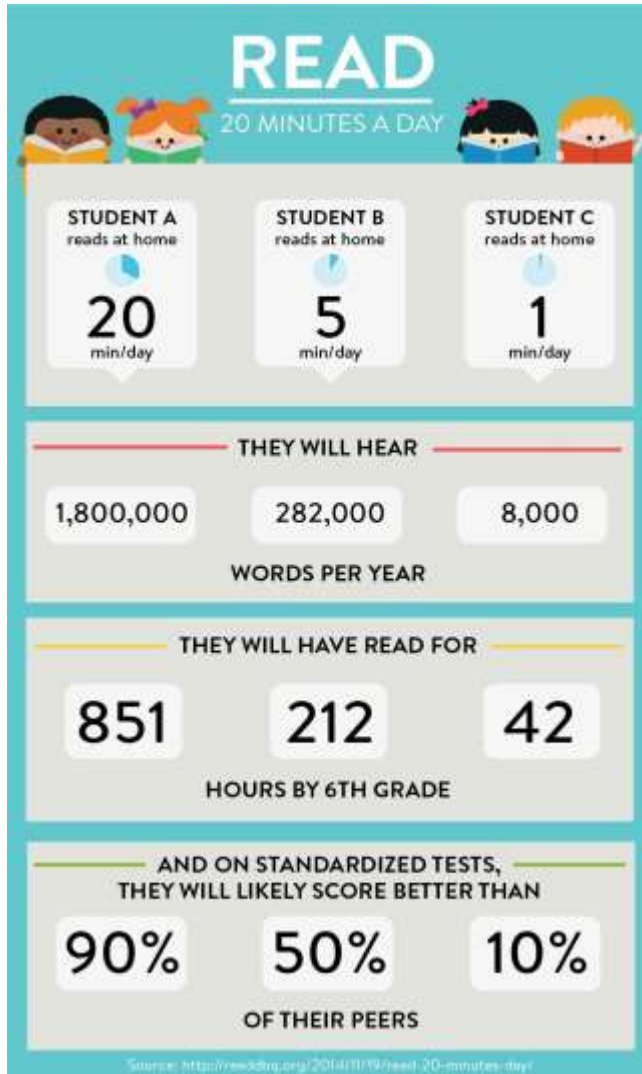 READ
20 MINUTES A DAY
STUDENT A
reads at home
20
min/day
STUDENT B
reads at home
5
min/day
STUDENT C
reads at home
1
min/day
THEY WILL HEAR
1,800,000 282,000 8,000
WORDS PER YEAR
THEY WILL HAVE READ FOR
851 212 42
HOURS BY 6TH GRADE
AND ON STANDARDIZED TESTS,
THEY WILL LIKELY SCORE BETTER THAN
90% 50% 10%
OF THEIR PEERS
Source: